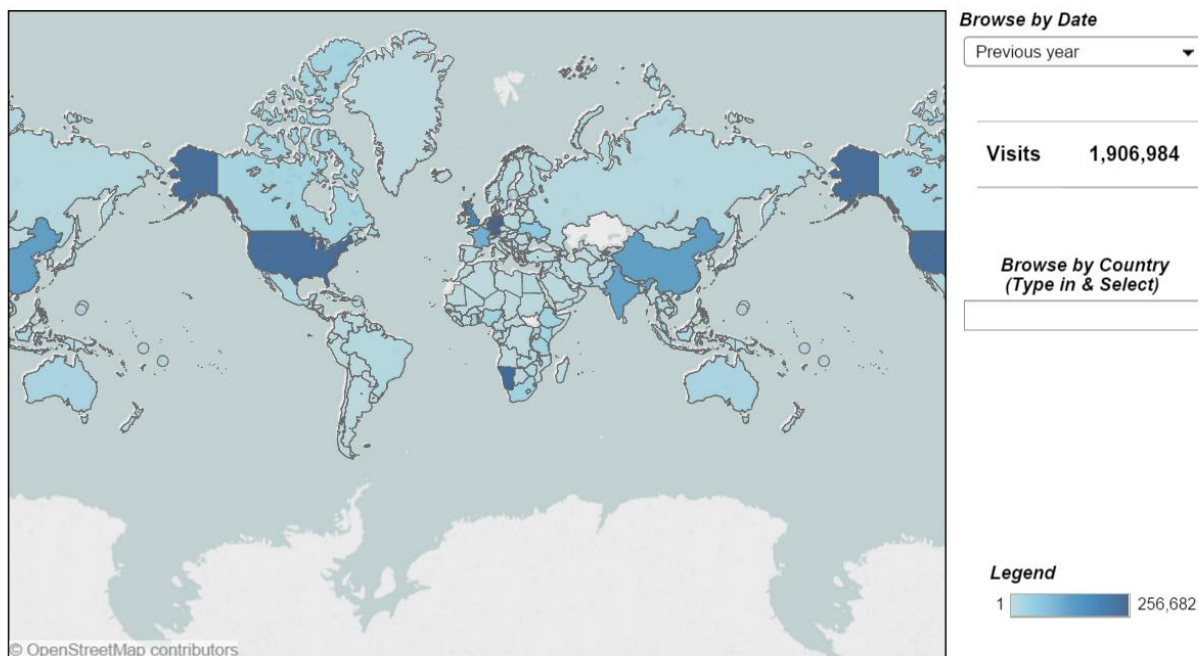 Browse by Date
Previous year
Visits 1,906,984
Browse by Country
(Type in & Select)
Legend
1 256,682
© OpenStreetMap contributors